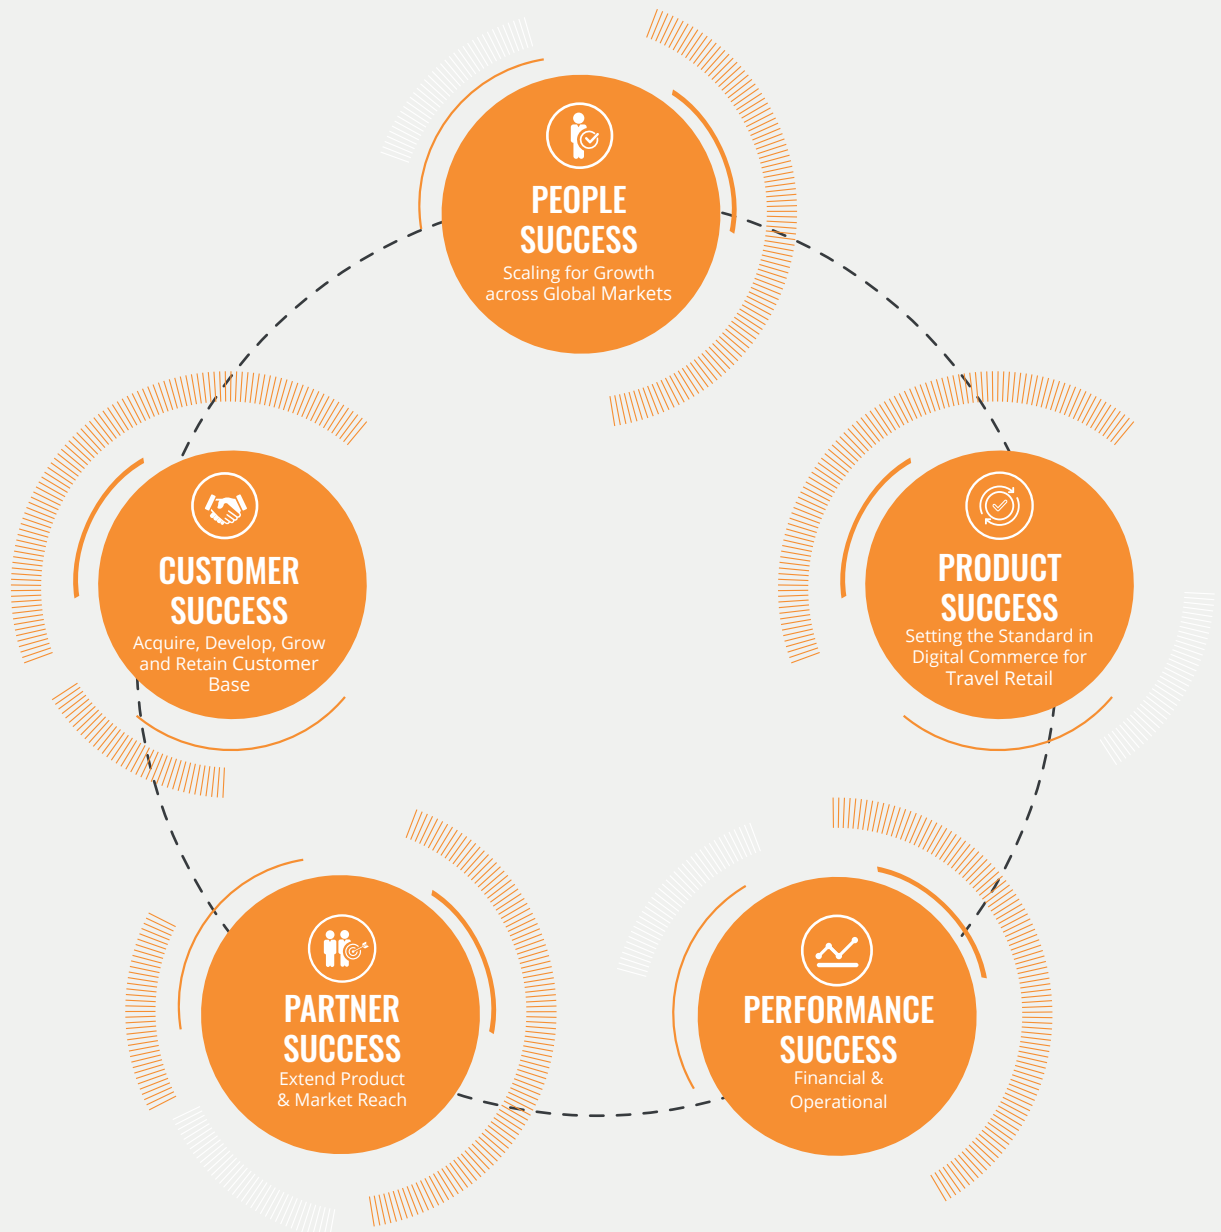 PEOPLE
SUCCESS
Scaling for Growth
across Global Markets
CUSTOMER
SUCCESS
Acquire, Develop, Grow
and Retain Customer
Base
PRODUCT
SUCCESS
Setting the Standard in
Digital Commerce for
Travel Retail
PARTNER
SUCCESS
Extend Product
& Market Reach
PERFORMANCE
SUCCESS
Financial &
Operational